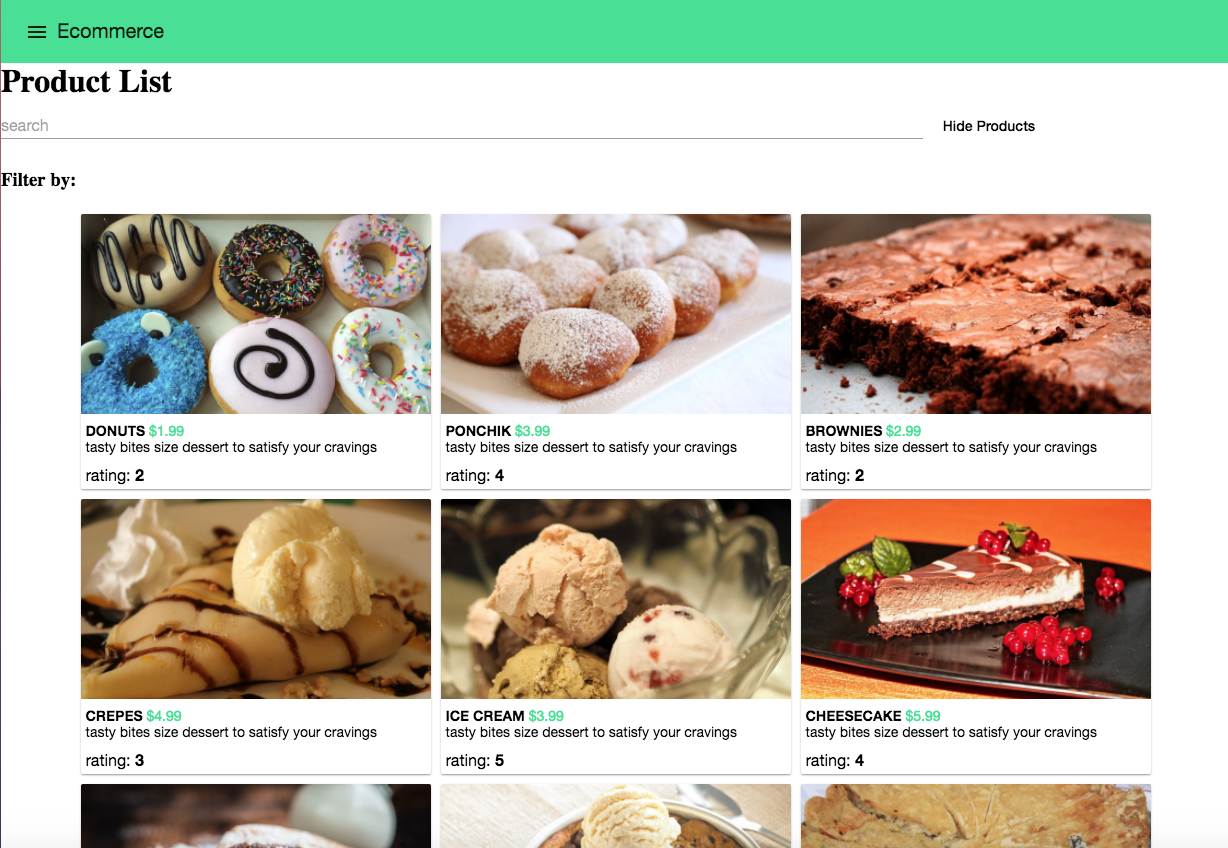 Ecommerce
Product List
search
Hide Products
Filter by:
DONUTS $1.99
tasty bites size dessert to satisfy your cravings
rating: 2
PONCHIK $3.99
tasty bites size dessert to satisfy your cravings
rating: 4
BROWNIES $2.99
tasty bites size dessert to satisfy your cravings
rating: 2
CREPES $4.99
tasty bites size dessert to satisfy your cravings
rating: 3
ICE CREAM $3.99
tasty bites size dessert to satisfy your cravings
rating: 5
CHEESECAKE $5.99
tasty bites size dessert to satisfy your cravings
rating: 4